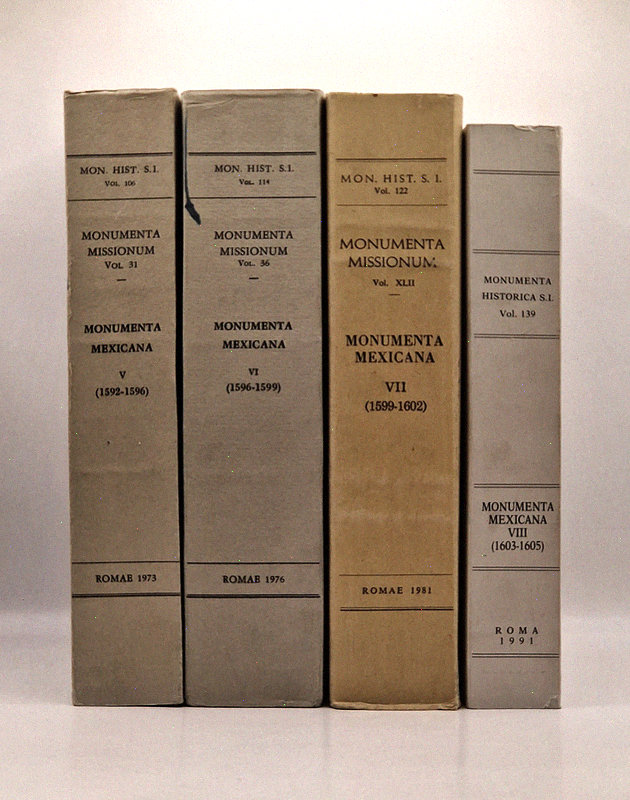 MON. HIST. S.I.
Vol. 106
MONUMENTA
MISSIONUM
Vol. 31
MONUMENTA
MEXICANA
V
(1592-1596)
ROMAE 1973
MON. HIST. S.I.
Vol. 114
MONUMENTA
MISSIONUM
Vol. 36
MONUMENTA
MEXICANA
VI
(1596-1599)
ROMAE 1976
MON. HIST. S. I.
Vol. 122
MONUMENTA
MISSIONUM
Vol. XLII
MONUMENTA
MEXICANA
VII
(1599-1602)
ROMAE 1981
MONUMENTA
HISTORICA S.I.
Vol. 139
MONUMENTA
MEXICANA
VIII
(1603-1605)
ROMA
1991